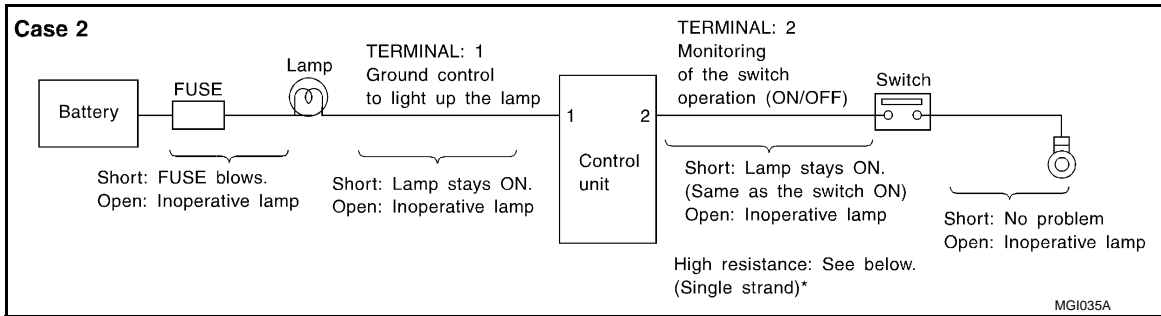 Case 2
Battery
FUSE
Lamp
TERMINAL: 1
Ground control
to light up the lamp
TERMINAL: 2
Monitoring
of the switch
operation (ON/OFF)
Switch
1
2
Control
unit
Short: FUSE blows.
Open: Inoperative lamp
Short: Lamp stays ON.
Open: Inoperative lamp
Short: Lamp stays ON.
(Same as the switch ON)
Open: Inoperative lamp
High resistance: See below.
(Single strand)*
Short: No problem
Open: Inoperative lamp
MGI035A